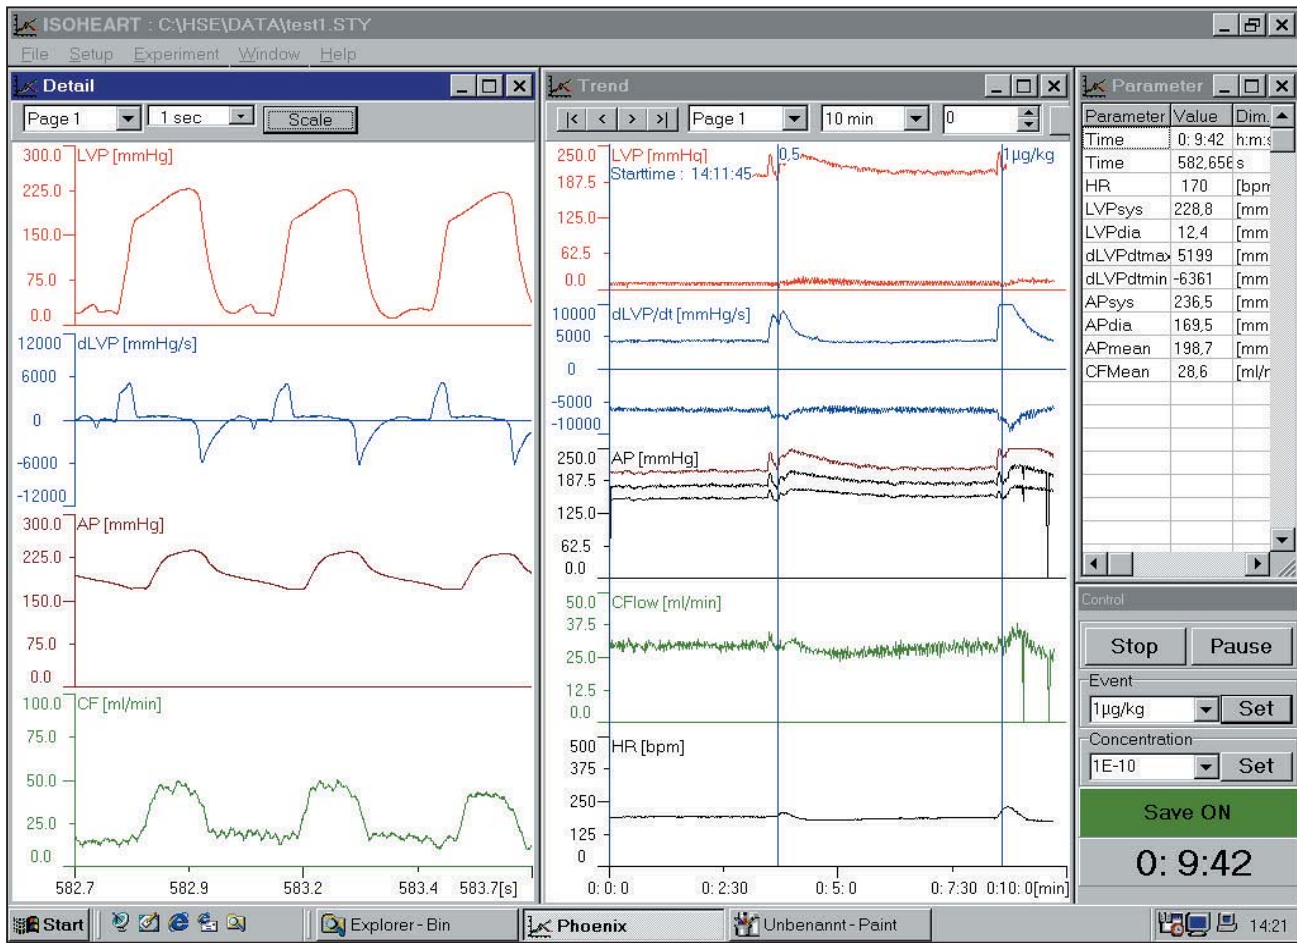 ISOHEART : C:\HSE\DATA\test1.STY
File Setup Experiment Window Help
Detail
Page 1 1 sec Scale
300.0 LVP [mmHg]
225.0
150.0
75.0
0.0
12000 dLVP [mmHg/s]
6000
0
-6000
-12000
300.0 AP [mmHg]
225.0
150.0
75.0
0.0
100.0 CF [ml/min]
75.0
50.0
25.0
0.0
582.7 582.9 583.2 583.4 583.7[s]
Trend
|< < > >| Page 1 10 min 0
250.0 LVP [mmHg] 0,5 1µg/kg
Starttime : 14:11:45
187.5
125.0
62.5
0.0
10000 dLVP/dt [mmHg/s]
5000
0
-5000
-10000
250.0 AP [mmHg]
187.5
125.0
62.5
0.0
50.0 CFlow [ml/min]
37.5
25.0
12.5
0.0
500 HR [bpm]
375
250
125
0
0: 0: 0 0: 2:30 0: 5: 0 0: 7:30 0:10: 0[min]
Parameter
Parameter Value Dim.
Time 0: 9:42 h:m:s
Time 582,656 s
HR 170 [bpm
LVPsys 228,8 [mm
LVPdia 12,4 [mm
dLVPdtmax 5199 [mm
dLVPdtmin -6361 [mm
APsys 236,5 [mm
APdia 169,5 [mm
APmean 198,7 [mm
CFMean 28,6 [ml/r
Control
Stop Pause
Event
1µg/kg Set
Concentration
1E-10 Set
Save ON
0: 9:42
Start Explorer - Bin Phoenix Unbenannt - Paint 14:21